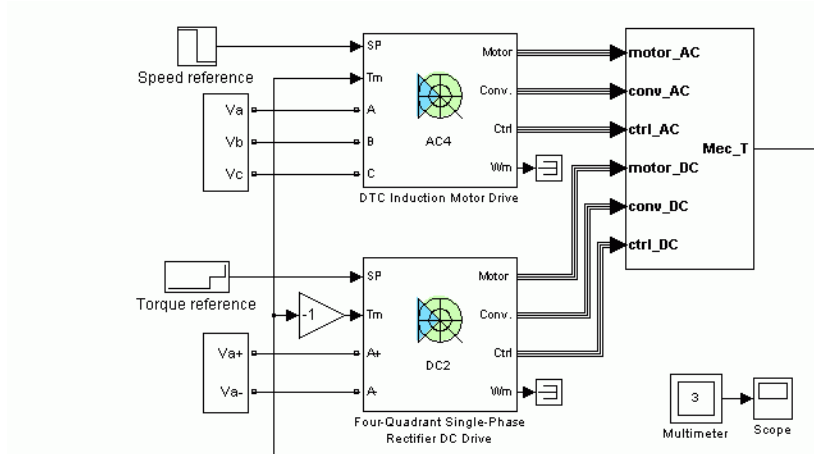 Speed reference
SP
Tm
A
B
C
Motor
Conv.
Ctrl
Wm
AC4
Va
Vb
Vc
DTC Induction Motor Drive
motor_AC
conv_AC
ctrl_AC
motor_DC
conv_DC
ctrl_DC
Mec_T
Torque reference
-1
SP
Tm
A+
A-
Motor
Conv.
Ctrl
Wm
DC2
Va+
Va-
Four-Quadrant Single-Phase
Rectifier DC Drive
3
Multimeter
Scope